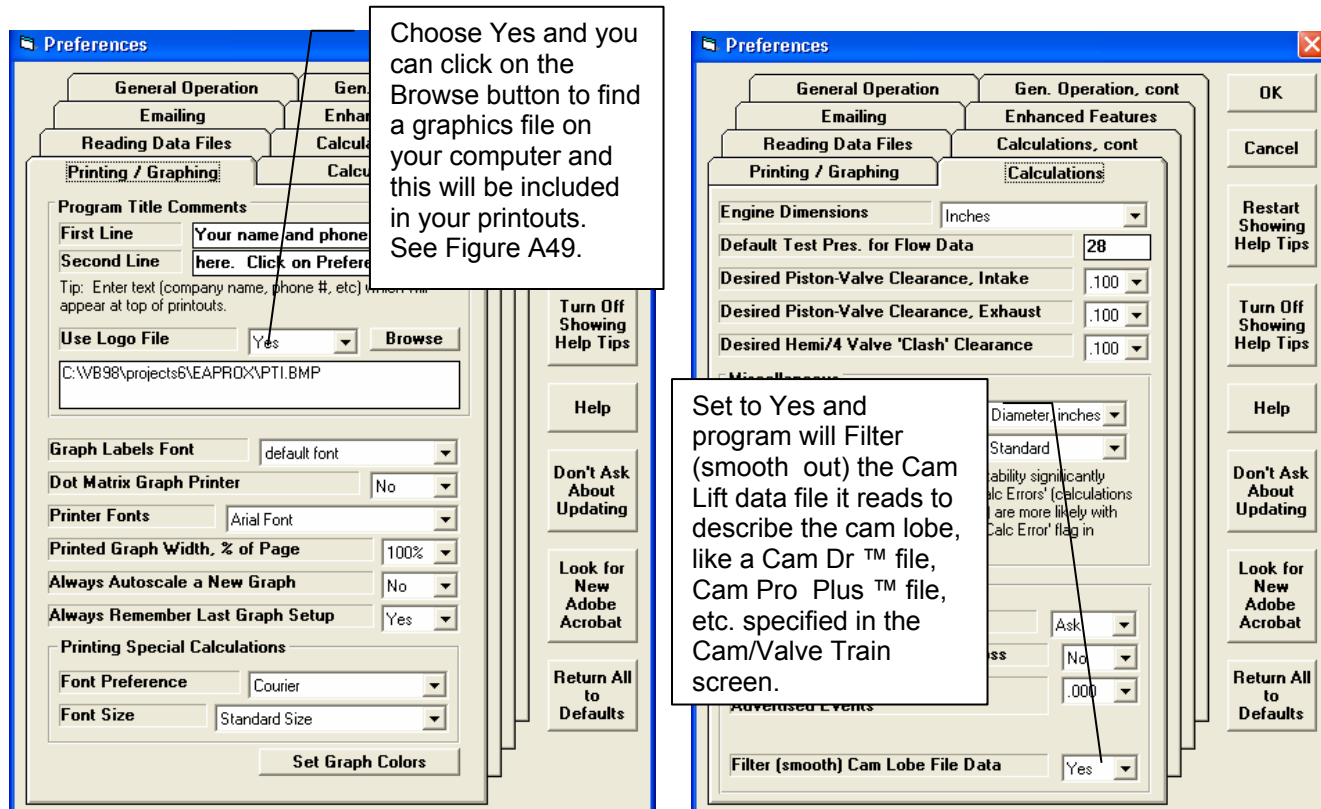 Preferences
General Operation
Gen.
Emailing
Reading Data Files
Printing / Graphing
Program Title Comments
First Line
Your name and phone
Second Line
here. Click on
Tip: Enter text (company name, phone #, etc)
appear at top of printouts.
Use Logo File
Yes
Browse
C:\VB98\projects6\EAPROX\PTI.BMP
Graph Labels Font
default font
Dot Matrix Graph Printer
No
Printer Fonts
Arial Font
Printed Graph Width, % of Page
100%
Always Autoscale a New Graph
No
Always Remember Last Graph Setup
Yes
Printing Special Calculations
Font Preference
Courier
Font Size
Standard Size
Set Graph Colors
Turn Off
Showing
Help Tips
Help
Don't Ask
About
Updating
Look for
New
Adobe
Acrobat
Return All
to
Defaults
Choose Yes and you
can click on the
Browse button to find
a graphics file on
your computer and
this will be included
in your printouts.
See Figure A49.
Preferences
General Operation
Gen. Operation, cont
Emailing
Enhanced Features
Reading Data Files
Calculations, cont
Printing / Graphing
Calculations
Engine Dimensions
Inches
Default Test Pres. for Flow Data
28
Desired Piston-Valve Clearance, Intake
.100
Desired Piston-Valve Clearance, Exhaust
.100
Desired Hemi/4 Valve 'Clash' Clearance
.100
Diameter, inches
Standard
significantly
Errors' (calculations
are more likely with
Calc Error' flag in
Ask
No
.000
Advertised Events
Filter (smooth) Cam Lobe File Data
Yes
Set to Yes and
program will Filter
(smooth out) the Cam
Lift data file it reads to
describe the cam lobe,
like a Cam Dr ™ file,
Cam Pro Plus ™ file,
etc. specified in the
Cam/Valve Train
screen.
OK
Cancel
Restart
Showing
Help Tips
Turn Off
Showing
Help Tips
Help
Don't Ask
About
Updating
Look for
New
Adobe
Acrobat
Return All
to
Defaults